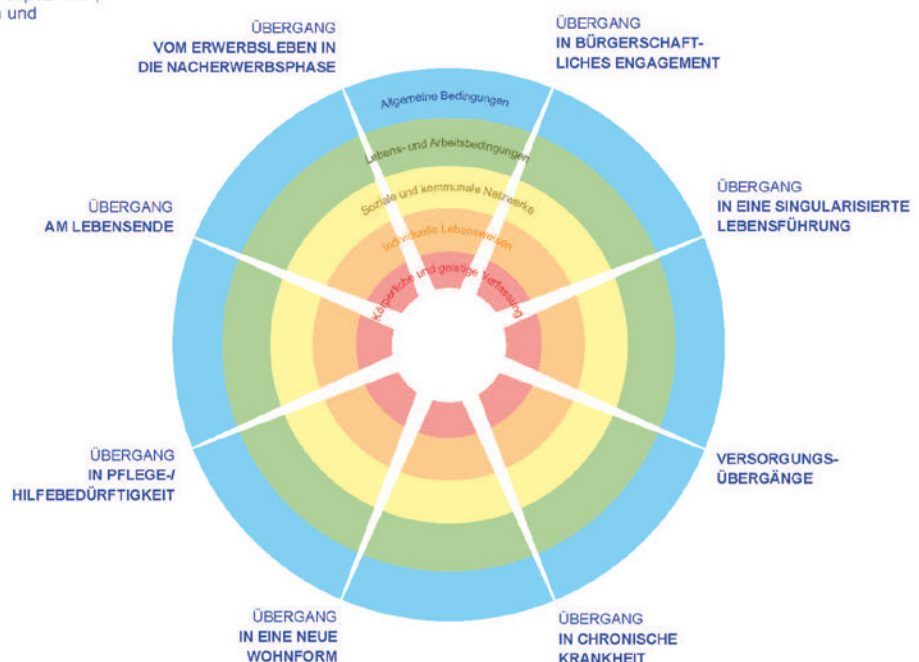 n und
ÜBERGANG
VOM ERWERBSLEBEN IN
DIE NACHERWERBSPHASE
ÜBERGANG
IN BÜRGERSCHAFT-
LICHES ENGAGEMENT
Allgemeine Bedingungen
Lebens- und Arbeitsbedingungen
Soziale und kommunale Netzwerke
Individuelle Lebensweisen
Körperliche und geistige Verfassung
ÜBERGANG
AM LEBENSENDE
ÜBERGANG
IN EINE SINGULARISIERTE
LEBENSFÜHRUNG
ÜBERGANG
IN PFLEGE-/
HILFEBEDÜRFTIGKEIT
VERSORGUNGS-
ÜBERGÄNGE
ÜBERGANG
IN EINE NEUE
WOHNFORM
ÜBERGANG
IN CHRONISCHE
KRANKHEIT